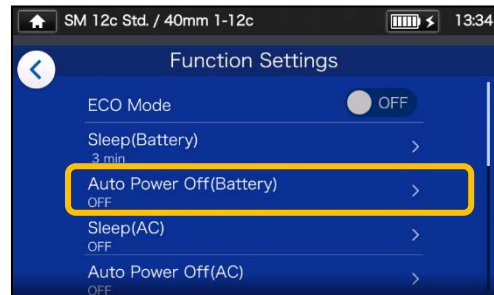 SM 12c Std. / 40mm 1-12c
13:34
Function Settings
ECO Mode
OFF
Sleep(Battery)
3 min
Auto Power Off(Battery)
OFF
Sleep(AC)
OFF
Auto Power Off(AC)
OFF